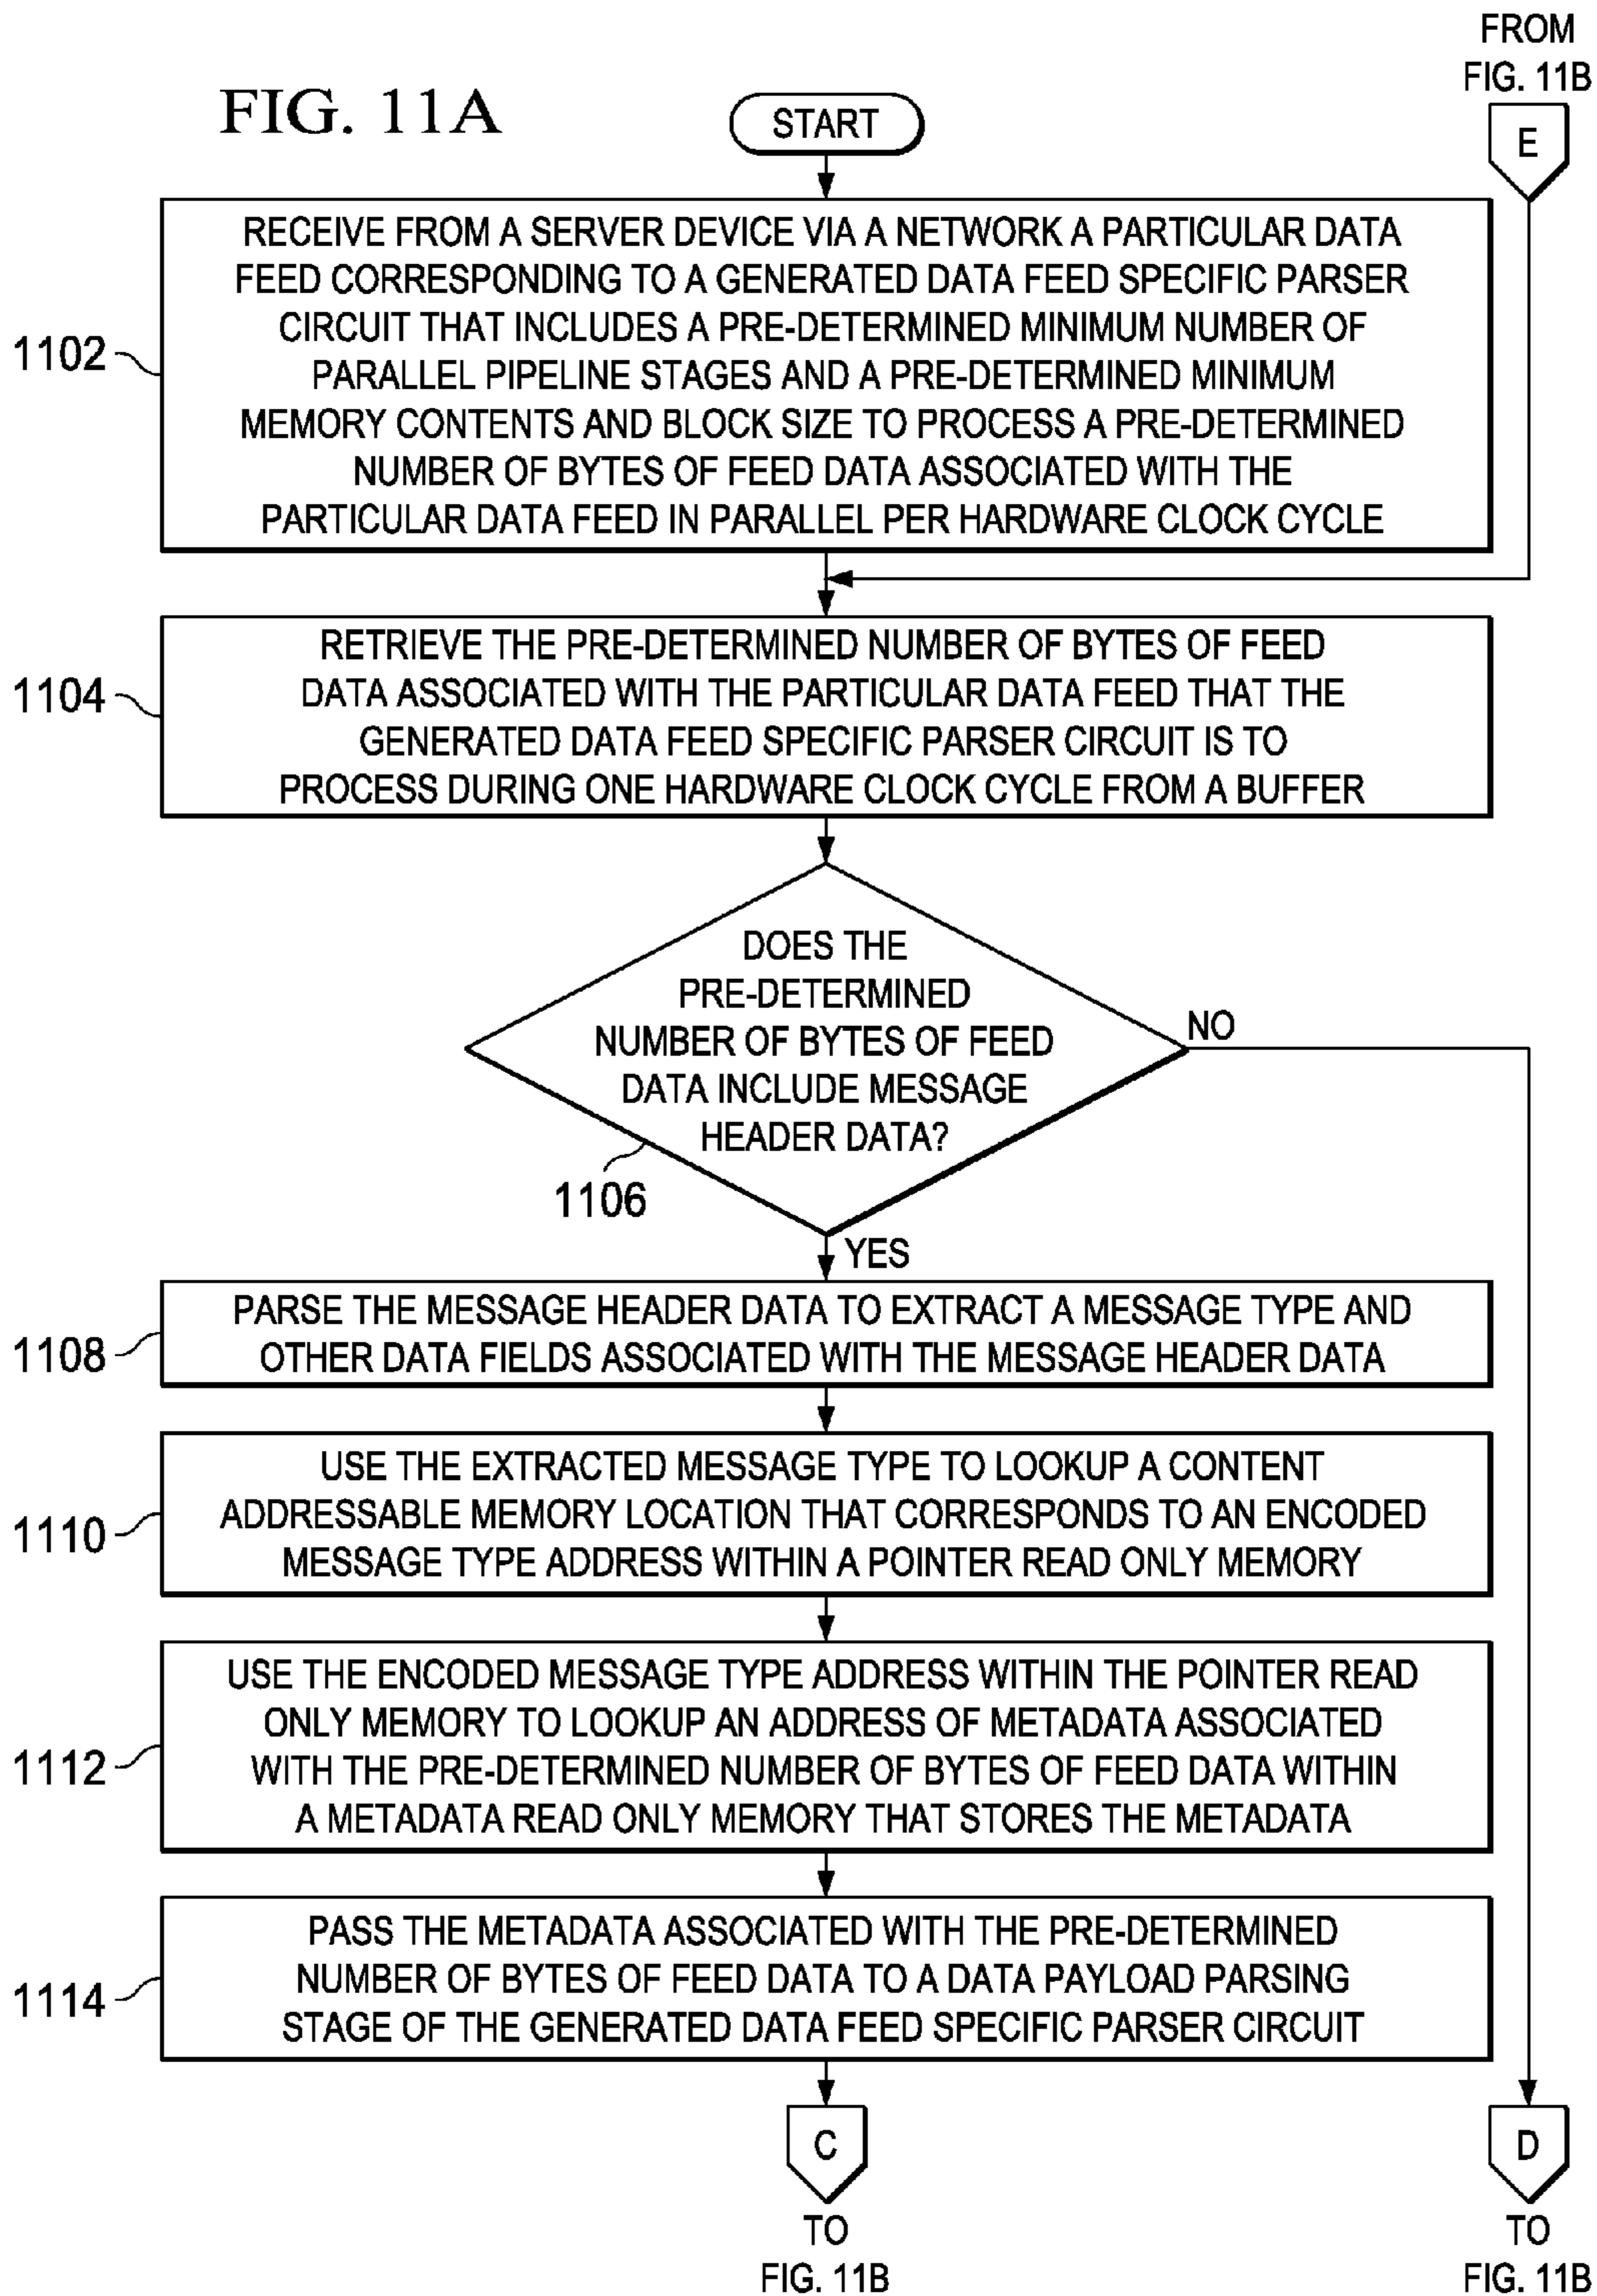 FROM
FIG. 11B
E
FIG. 11A
START
RECEIVE FROM A SERVER DEVICE VIA A NETWORK A PARTICULAR DATA
FEED CORRESPONDING TO A GENERATED DATA FEED SPECIFIC PARSER
CIRCUIT THAT INCLUDES A PRE-DETERMINED MINIMUM NUMBER OF
PARALLEL PIPELINE STAGES AND A PRE-DETERMINED MINIMUM
MEMORY CONTENTS AND BLOCK SIZE TO PROCESS A PRE-DETERMINED
NUMBER OF BYTES OF FEED DATA ASSOCIATED WITH THE
PARTICULAR DATA FEED IN PARALLEL PER HARDWARE CLOCK CYCLE
1102
RETRIEVE THE PRE-DETERMINED NUMBER OF BYTES OF FEED
DATA ASSOCIATED WITH THE PARTICULAR DATA FEED THAT THE
GENERATED DATA FEED SPECIFIC PARSER CIRCUIT IS TO
PROCESS DURING ONE HARDWARE CLOCK CYCLE FROM A BUFFER
1104
DOES THE
PRE-DETERMINED
NUMBER OF BYTES OF FEED
DATA INCLUDE MESSAGE
HEADER DATA?
NO
1106
YES
PARSE THE MESSAGE HEADER DATA TO EXTRACT A MESSAGE TYPE AND
OTHER DATA FIELDS ASSOCIATED WITH THE MESSAGE HEADER DATA
1108
USE THE EXTRACTED MESSAGE TYPE TO LOOKUP A CONTENT
ADDRESSABLE MEMORY LOCATION THAT CORRESPONDS TO AN ENCODED
MESSAGE TYPE ADDRESS WITHIN A POINTER READ ONLY MEMORY
1110
USE THE ENCODED MESSAGE TYPE ADDRESS WITHIN THE POINTER READ
ONLY MEMORY TO LOOKUP AN ADDRESS OF METADATA ASSOCIATED
WITH THE PRE-DETERMINED NUMBER OF BYTES OF FEED DATA WITHIN
A METADATA READ ONLY MEMORY THAT STORES THE METADATA
1112
PASS THE METADATA ASSOCIATED WITH THE PRE-DETERMINED
NUMBER OF BYTES OF FEED DATA TO A DATA PAYLOAD PARSING
STAGE OF THE GENERATED DATA FEED SPECIFIC PARSER CIRCUIT
1114
C
TO
FIG. 11B
D
TO
FIG. 11B